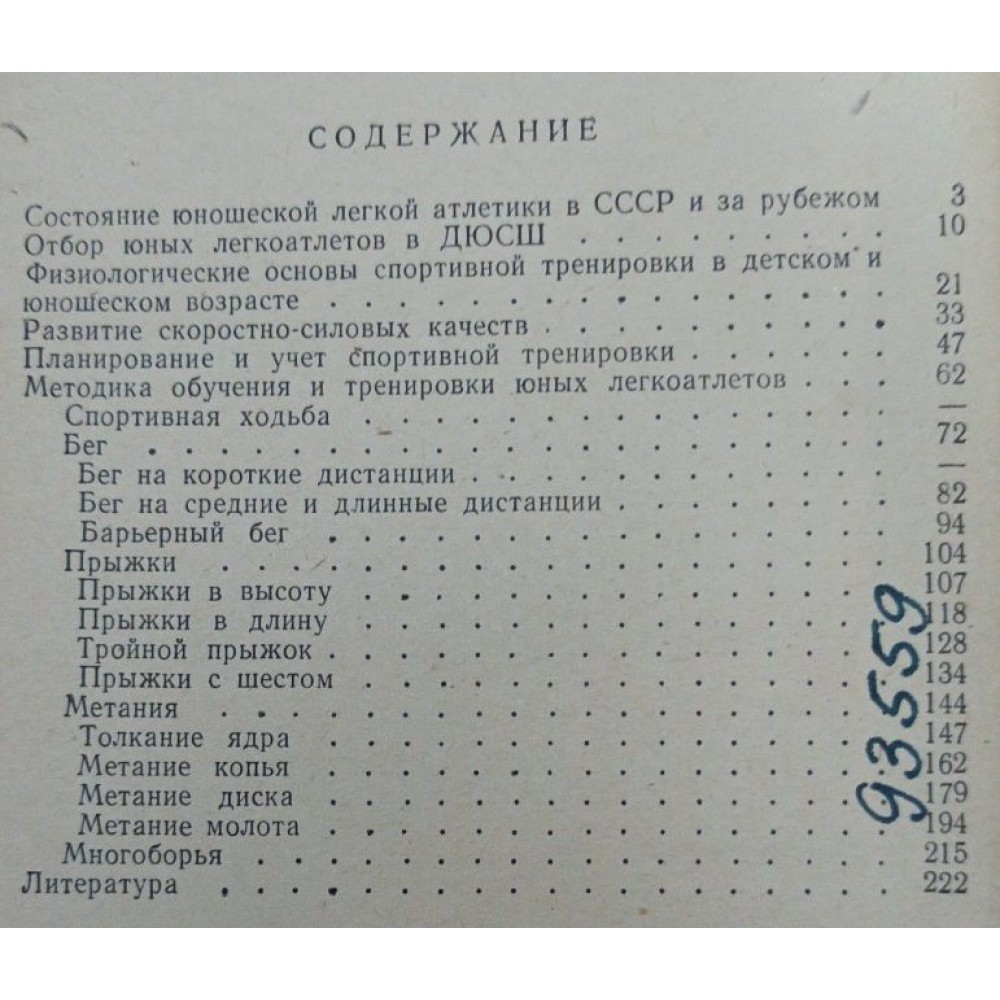 СОДЕРЖАНИЕ
Состояние юношеской легкой атлетики в СССР и за рубежом 3
Отбор юных легкоатлетов в ДЮСШ . . . . . . . . . 10
Физиологические основы спортивной тренировки в детском и
юношеском возрасте . . . . . . . . . . . . . . . . 21
Развитие скоростно-силовых качеств . . . . . . . . . . 33
Планирование и учет спортивной тренировки . . . . . . 47
Методика обучения и тренировки юных легкоатлетов . . . 62
Спортивная ходьба . . . . . . . . . . . . . . . —
Бег . . . . . . . . . . . . . . . . . . . . . 72
Бег на короткие дистанции . . . . . . . . . . . . —
Бег на средние и длинные дистанции . . . . . . . . 82
Барьерный бег . . . . . . . . . . . . . . . . 94
Прыжки . . . . . . . . . . . . . . . . . . . 104
Прыжки в высоту . . . . . . . . . . . . . . . 107
Прыжки в длину . . . . . . . . . . . . . . . 118
Тройной прыжок . . . . . . . . . . . . . . . . 128
Прыжки с шестом . . . . . . . . . . . . . . . 134
Метания . . . . . . . . . . . . . . . . . . . 144
Толкание ядра . . . . . . . . . . . . . . . . 147
Метание копья . . . . . . . . . . . . . . . . 162
Метание диска . . . . . . . . . . . . . . . . 179
Метание молота . . . . . . . . . . . . . . . . 194
Многоборья . . . . . . . . . . . . . . . . . . 215
Литература . . . . . . . . . . . . . . . . . . . 222
93559